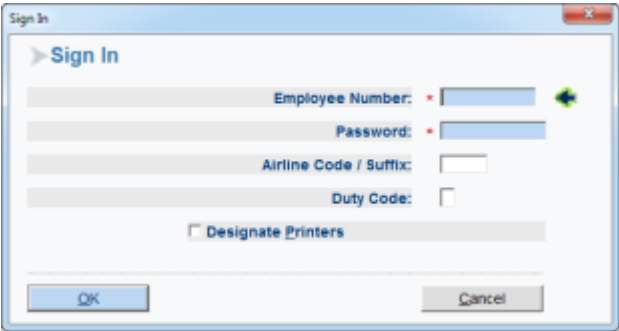 Sign In
Sign In
Employee Number: *
Password: *
Airline Code / Suffix:
Duty Code:
Designate Printers
OK Cancel